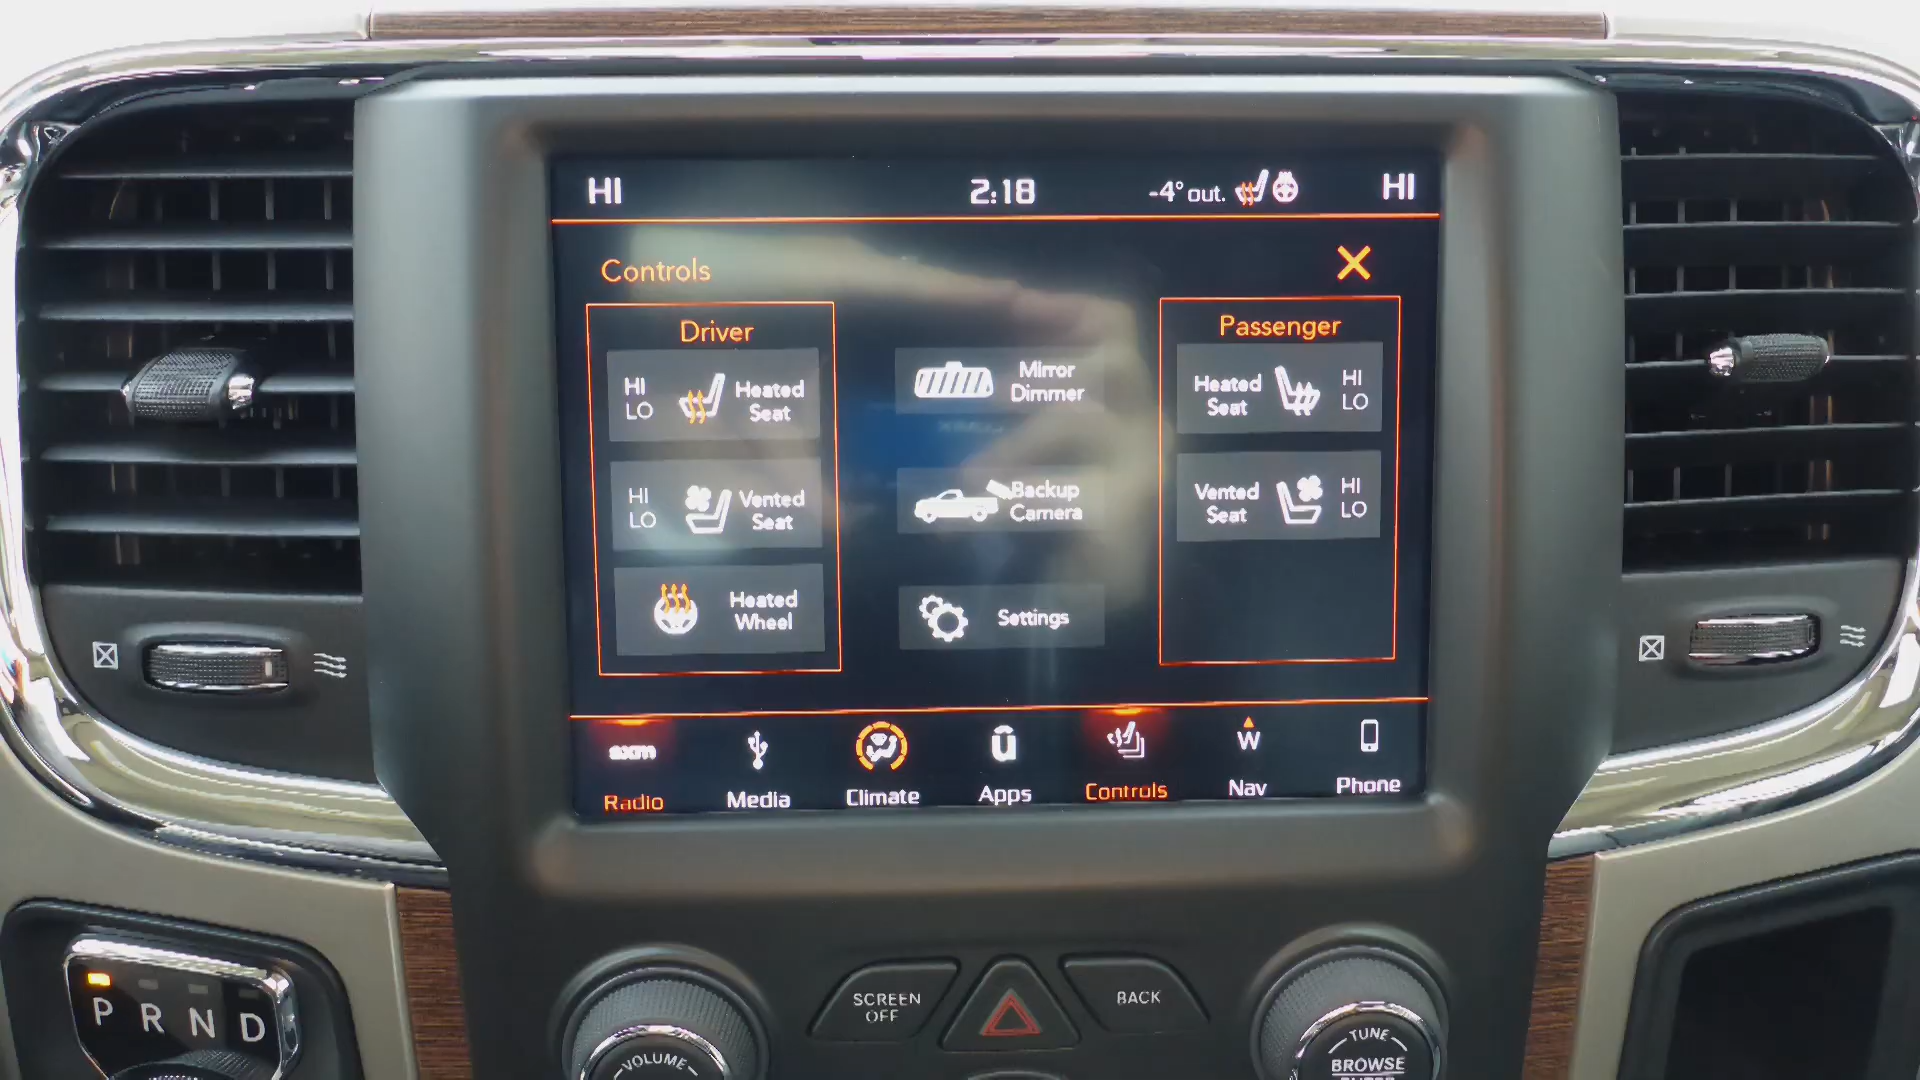 HI
2:18
-4° out.
HI
Controls
Driver
HI
LO
Heated
Seat
HI
LO
Vented
Seat
Heated
Wheel
Mirror
Dimmer
Backup
Camera
Settings
Passenger
Heated
Seat
HI
LO
Vented
Seat
HI
LO
sxm
Radio
Media
Climate
ū
Apps
Controls
W
Nav
Phone
P R N D
VOLUME
SCREEN
OFF
BACK
TUNE
BROWSE